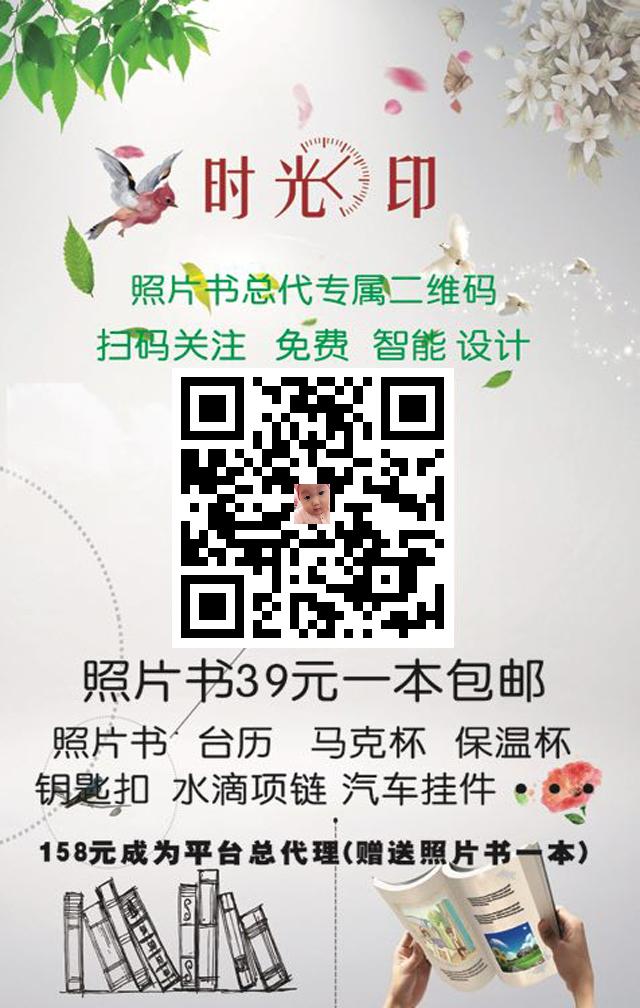 时光印
照片书总代专属二维码
扫码关注 免费 智能 设计
照片书39元一本包邮
照片书 台历 马克杯 保温杯
钥匙扣 水滴项链 汽车挂件
158元成为平台总代理(赠送照片书一本)